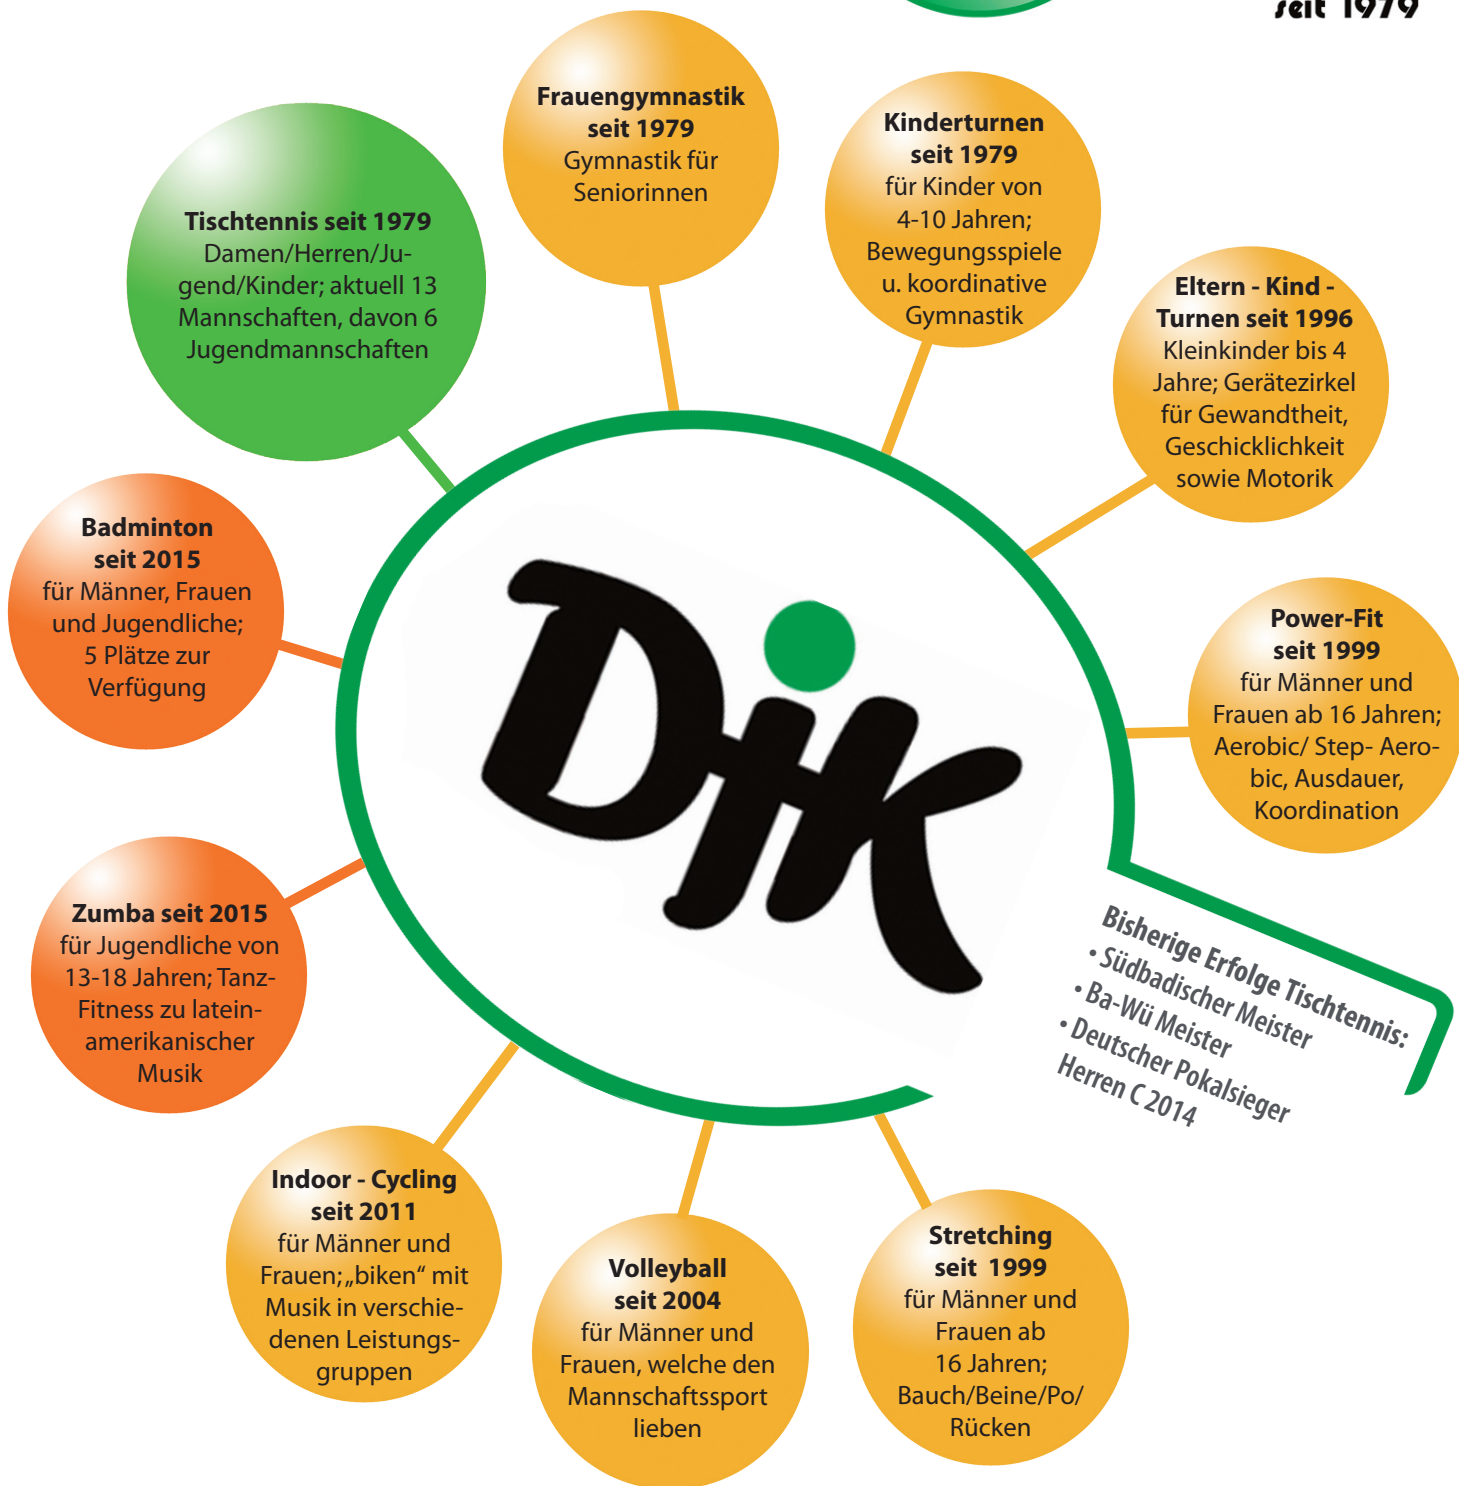 seit 1979
Frauengymnastik
seit 1979
Gymnastik für
Seniorinnen
Kinderturnen
seit 1979
für Kinder von
4-10 Jahren;
Bewegungsspiele
u. koordinative
Gymnastik
Tischtennis seit 1979
Damen/Herren/Ju-
gend/Kinder; aktuell 13
Mannschaften, davon 6
Jugendmannschaften
Eltern - Kind -
Turnen seit 1996
Kleinkinder bis 4
Jahre; Gerätezirkel
für Gewandtheit,
Geschicklichkeit
sowie Motorik
Badminton
seit 2015
für Männer, Frauen
und Jugendliche;
5 Plätze zur
Verfügung
DJK
Power-Fit
seit 1999
für Männer und
Frauen ab 16 Jahren;
Aerobic/ Step- Aero-
bic, Ausdauer,
Koordination
Zumba seit 2015
für Jugendliche von
13-18 Jahren; Tanz-
Fitness zu latein-
amerikanischer
Musik
Bisherige Erfolge Tischtennis:
• Südbadischer Meister
• Ba-Wü Meister
• Deutscher Pokalsieger
Herren C 2014
Indoor - Cycling
seit 2011
für Männer und
Frauen; „biken“ mit
Musik in verschie-
denen Leistungs-
gruppen
Volleyball
seit 2004
für Männer und
Frauen, welche den
Mannschaftssport
lieben
Stretching
seit 1999
für Männer und
Frauen ab
16 Jahren;
Bauch/Beine/Po/
Rücken